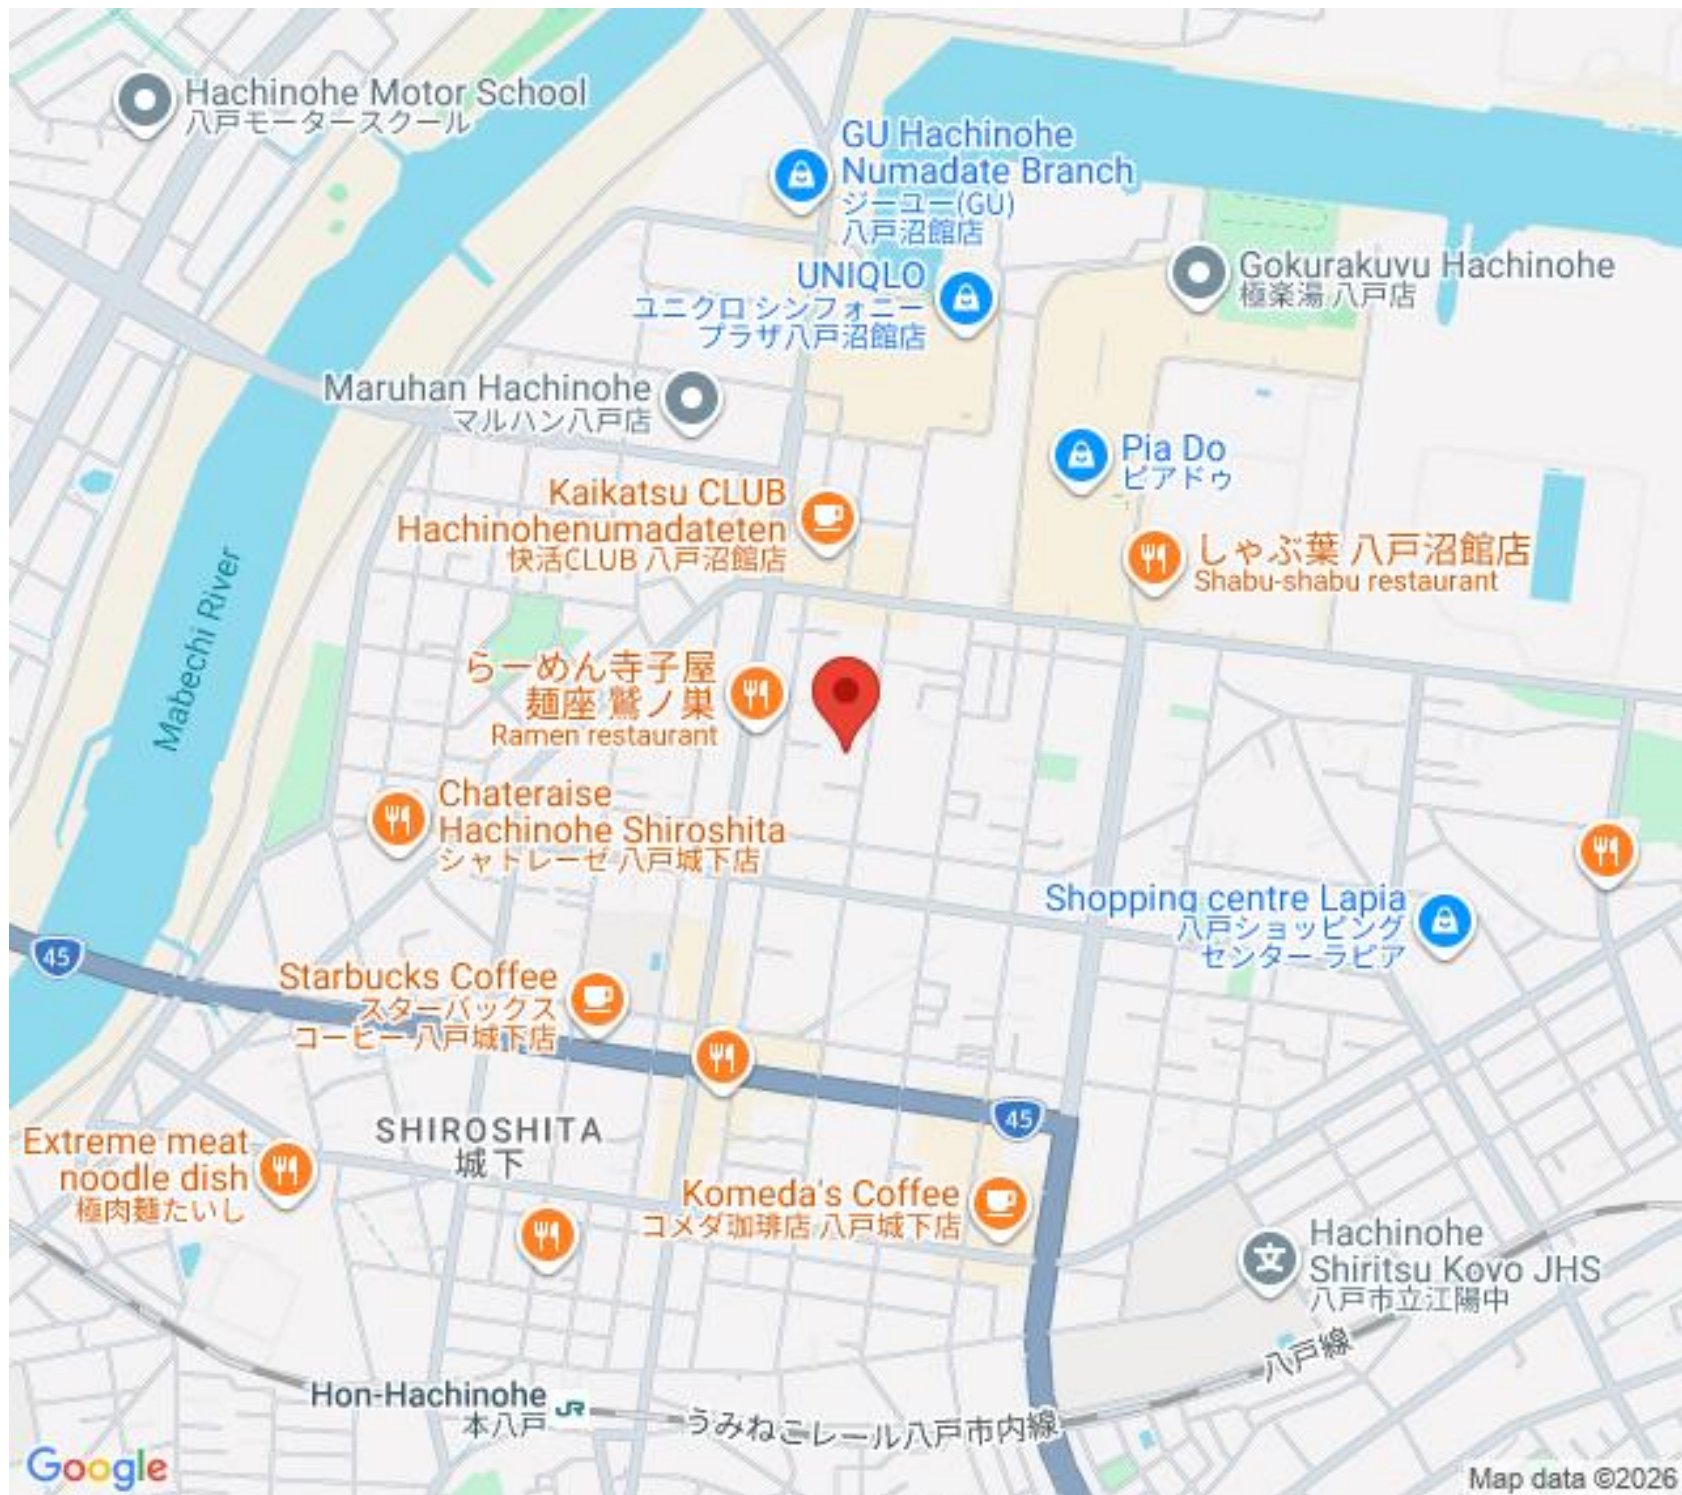 Hachinohe Motor School
八戸モータースクール
GU Hachinohe
Numadate Branch
ジーユー(GU)
八戸沼館店
UNIQLO
ユニクロ シンフォニー
プラザ八戸沼館店
Gokurakuyu Hachinohe
極楽湯 八戸店
Maruhan Hachinohe
マルハン八戸店
Pia Do
ピアドゥ
Kaikatsu CLUB
Hachinohenumadateten
快活CLUB 八戸沼館店
しゃぶ葉 八戸沼館店
Shabu-shabu restaurant
Mabechi River
らーめん寺子屋
麺座 鷲ノ巣
Ramen restaurant
Chateraise
Hachinohe Shiroshita
シャトレーゼ 八戸城下店
Shopping centre Lapia
八戸ショッピング
センター ラピア
45
Starbucks Coffee
スターバックス
コーヒー 八戸城下店
45
SHIROSHITA
城下
Extreme meat
noodle dish
極肉麺たいし
Komeda's Coffee
コメダ珈琲店 八戸城下店
文
Hachinohe
Shiritsu Koyo JHS
八戸市立江陽中
八戸線
Hon-Hachinohe
本八戸
JR
うみねこレール八戸市内線
Google
Map data ©2026